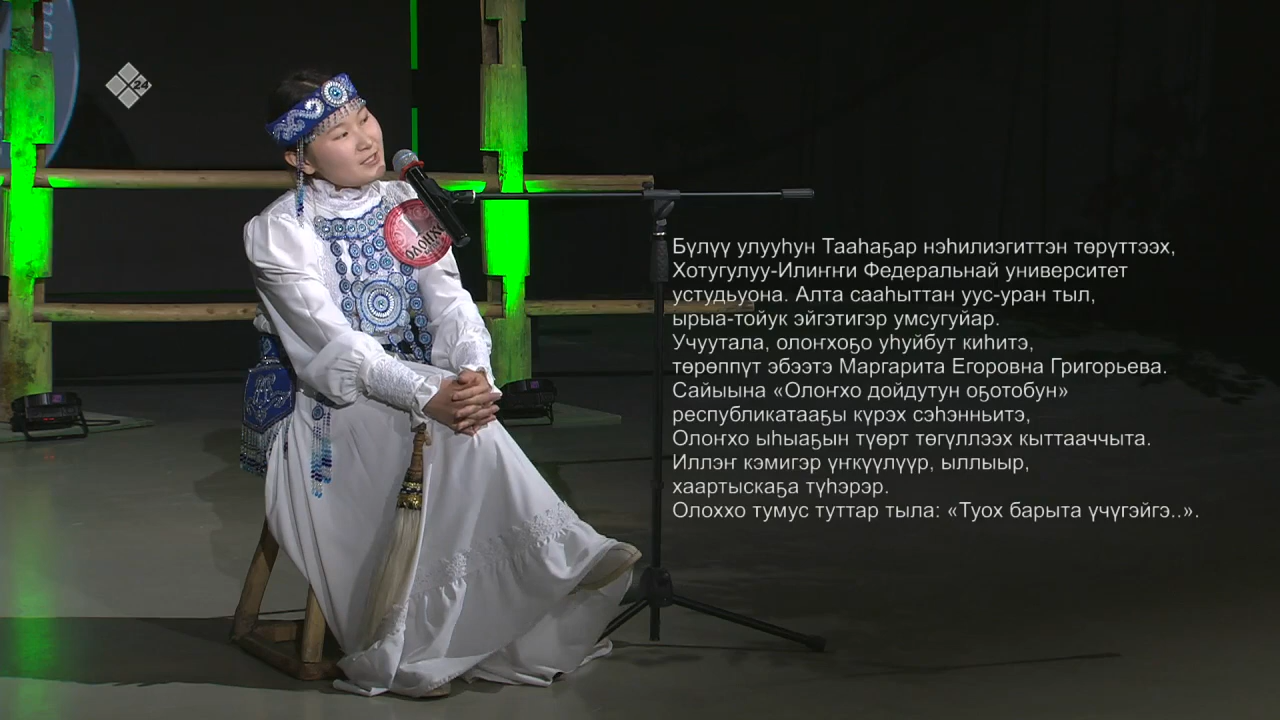 24
ОЛОҤХО
Бүлүү улууһун Тааһаҕар нэһилиэгиттэн төрүттээх,
Хотугулуу-Илиҥҥи Федеральнай университет
устудьуона. Алта сааһыттан уус-уран тыл,
ырыа-тойук эйгэтигэр умсугуйар.
Учуутала, олоҥхоҕо уһуйбут киһитэ,
төрөппүт эбээтэ Маргарита Егоровна Григорьева.
Сайыына «Олоҥхо дойдутун оҕотобун»
республикатааҕы күрэх сэһэнньитэ,
Олоҥхо ыһыаҕын түөрт төгүллээх кыттааччыта.
Иллэҥ кэмигэр үҥкүүлүүр, ыллыыр,
хаартыскаҕа түһэрэр.
Олоххо тумус туттар тыла: «Туох барыта үчүгэйгэ..».